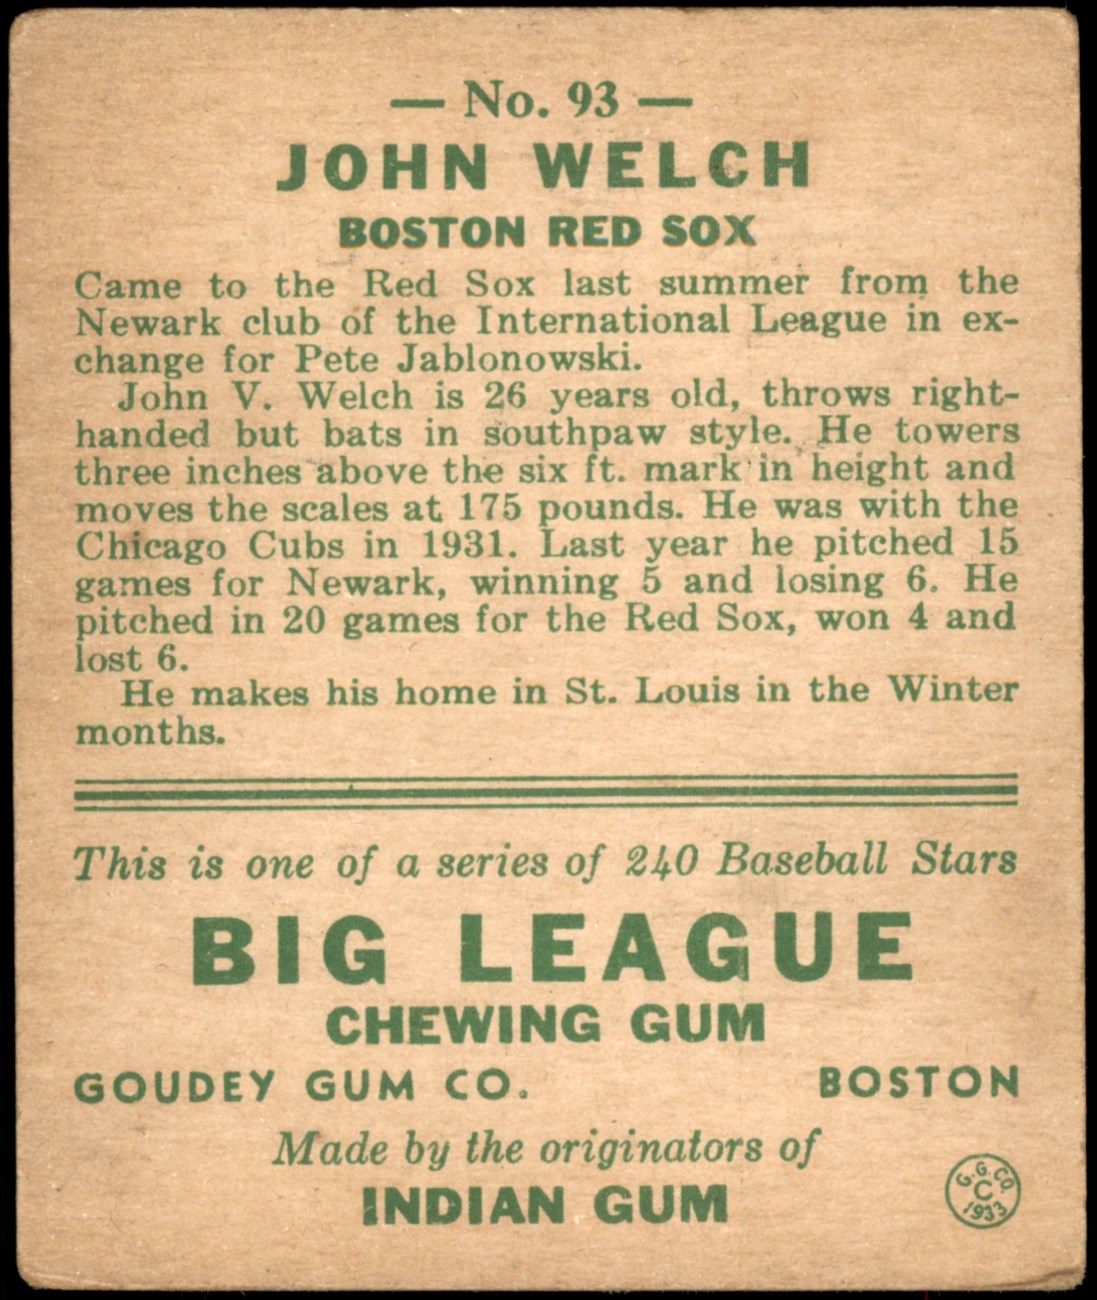 — No. 93 —
JOHN WELCH
BOSTON RED SOX
Came to the Red Sox last summer from the
Newark club of the International League in ex-
change for Pete Jablonowski.
John V. Welch is 26 years old, throws right-
handed but bats in southpaw style. He towers
three inches above the six ft. mark in height and
moves the scales at 175 pounds. He was with the
Chicago Cubs in 1931. Last year he pitched 15
games for Newark, winning 5 and losing 6. He
pitched in 20 games for the Red Sox, won 4 and
lost 6.
He makes his home in St. Louis in the Winter
months.
This is one of a series of 240 Baseball Stars
BIG LEAGUE
CHEWING GUM
GOUDEY GUM CO. BOSTON
Made by the originators of
INDIAN GUM
G. G. CO.
C
1933